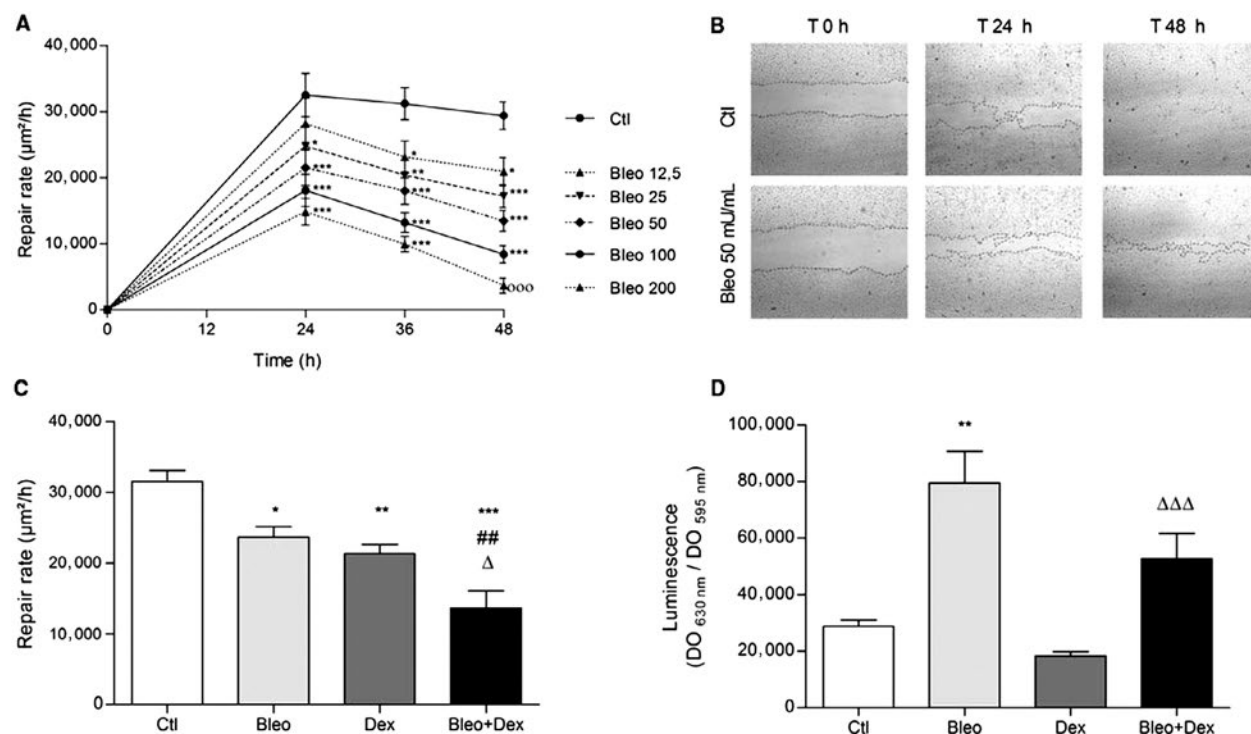 A
40,000
30,000
20,000
10,000
0
Repair rate (µm²/h)
0 12 24 36 48
Time (h)
* * *
*** ** ***
*** *** ***
*** *** ***
*** *** ooo
Ctl
Bleo 12,5
Bleo 25
Bleo 50
Bleo 100
Bleo 200
B
T 0 h T 24 h T 48 h
Ctl
Bleo 50 mU/mL
C
40,000
30,000
20,000
10,000
0
Repair rate (µm²/h)
* ** ***
##
Δ
Ctl Bleo Dex Bleo+Dex
D
100,000
80,000
60,000
40,000
20,000
0
Luminescence
(DO 630 nm / DO 595 nm)
**
ΔΔΔ
Ctl Bleo Dex Bleo+Dex